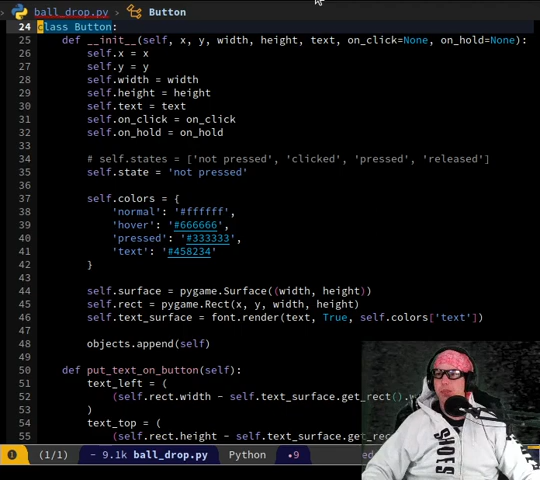 ball_drop.py > Button
24 class Button:
25 def __init__(self, x, y, width, height, text, on_click=None, on_hold=None):
26 self.x = x
27 self.y = y
28 self.width = width
29 self.height = height
30 self.text = text
31 self.on_click = on_click
32 self.on_hold = on_hold
33
34 # self.states = ['not pressed', 'clicked', 'pressed', 'released']
35 self.state = 'not pressed'
36
37 self.colors = {
38 'normal': '#ffffff',
39 'hover': '#666666',
40 'pressed': '#333333',
41 'text': '#458234'
42 }
43
44 self.surface = pygame.Surface((width, height))
45 self.rect = pygame.Rect(x, y, width, height)
46 self.text_surface = font.render(text, True, self.colors['text'])
47
48 objects.append(self)
49
50 def put_text_on_button(self):
51 text_left = (
52 (self.rect.width - self.text_surface.get_rect().
53 )
54 text_top = (
55 (self.rect.height - self.text_surface.get_rec
(1/1) - 9.1k ball_drop.py Python •9
SHOES